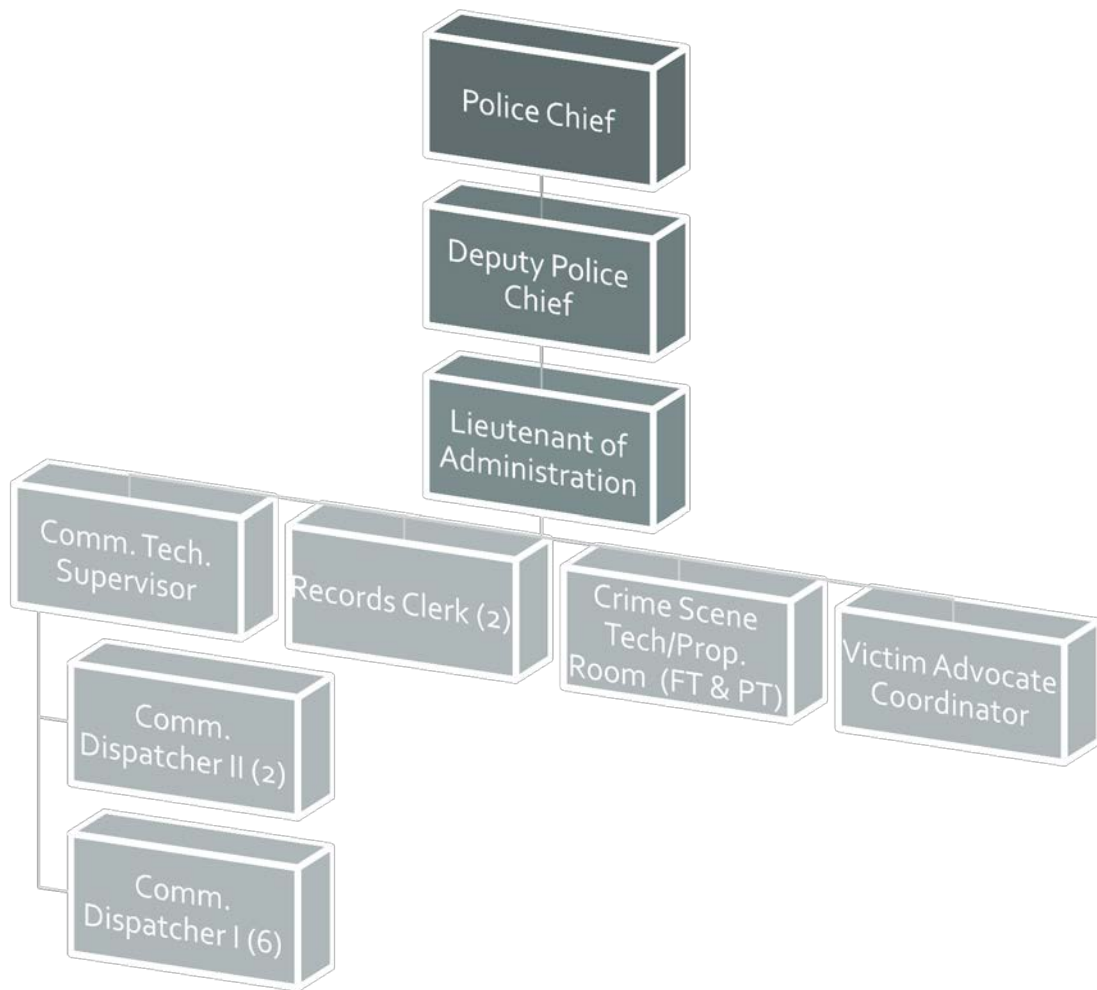 Police Chief
Deputy Police
Chief
Lieutenant of
Administration
Comm. Tech.
Supervisor
Records Clerk (2)
Crime Scene
Tech/Prop.
Room (FT & PT)
Victim Advocate
Coordinator
Comm.
Dispatcher II (2)
Comm.
Dispatcher I (6)